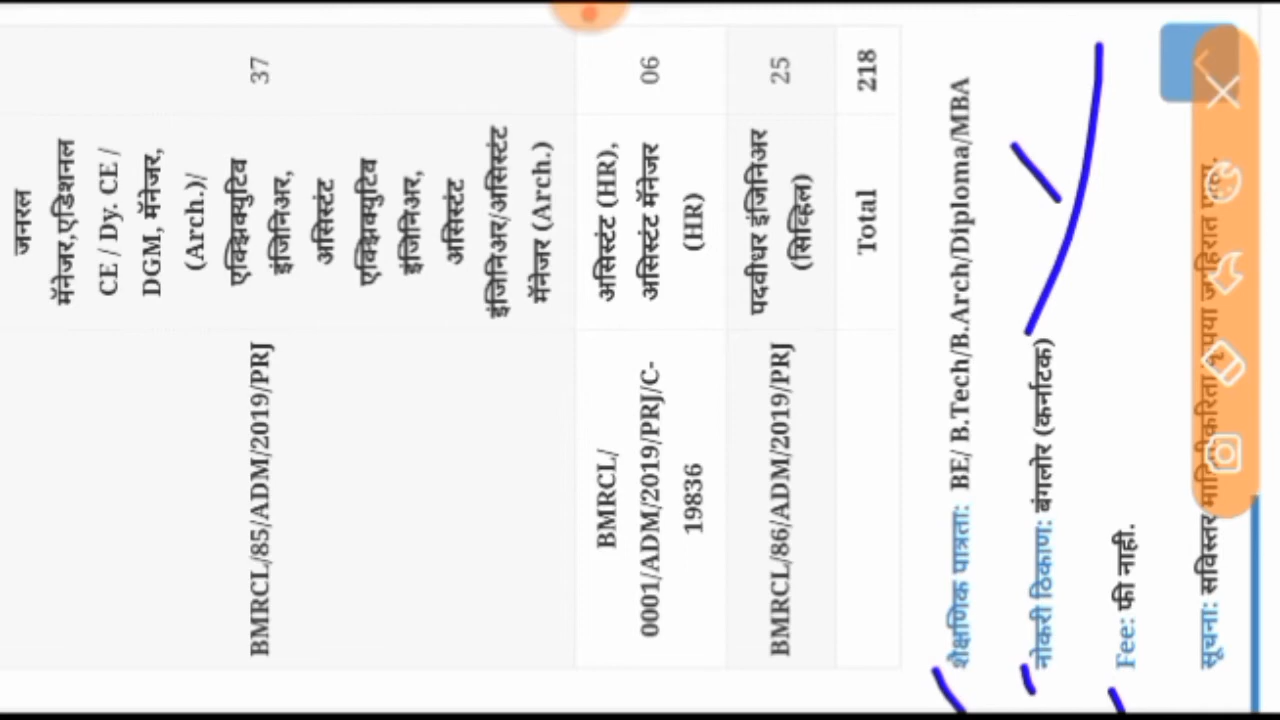 जनरल
मॅनेजर,एडिशनल
CE / Dy. CE /
BMRCL/85/ADM/2019/PRJ DGM, मॅनेजर, 37
(Arch.)/
एक्झिक्युटिव
इंजिनिअर,
असिस्टंट
एक्झिक्युटिव
इंजिनिअर,
असिस्टंट
इंजिनिअर/असिस्टंट
मॅनेजर (Arch.)
BMRCL/ असिस्टंट (HR),
0001/ADM/2019/PRJ/C- असिस्टंट मॅनेजर 06
19836 (HR)
BMRCL/86/ADM/2019/PRJ पदवीधर इंजिनिअर 25
(सिव्हिल)
Total 218
शैक्षणिक पात्रता: BE/ B.Tech/B.Arch/Diploma/MBA
नोकरी ठिकाण: बंगलोर (कर्नाटक)
Fee: फी नाही.
सूचना: सविस्तर माहितीकरिता कृपया जाहिरात